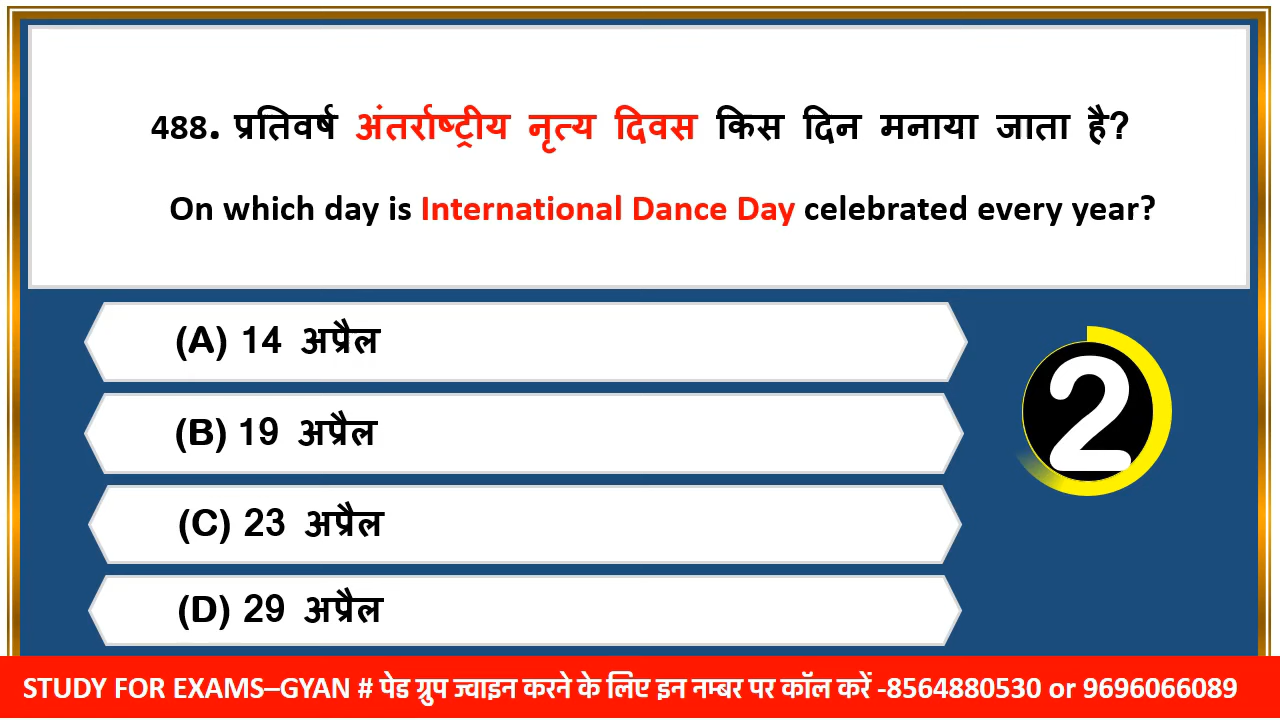 488. प्रतिवर्ष अंतर्राष्ट्रीय नृत्य दिवस किस दिन मनाया जाता है?
On which day is International Dance Day celebrated every year?
(A) 14 अप्रैल
(B) 19 अप्रैल
(C) 23 अप्रैल
(D) 29 अप्रैल
2
STUDY FOR EXAMS–GYAN # पेड ग्रुप ज्वाइन करने के लिए इन नम्बर पर कॉल करें -8564880530 or 9696066089